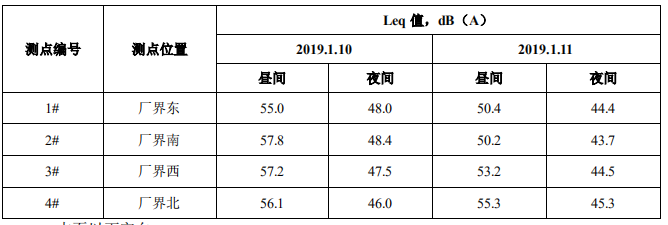 Leq 值，dB（A）
测点编号 测点位置 2019.1.10 2019.1.11
昼间 夜间 昼间 夜间
1# 厂界东 55.0 48.0 50.4 44.4
2# 厂界南 57.8 48.4 50.2 43.7
3# 厂界西 57.2 47.5 53.2 44.5
4# 厂界北 56.1 46.0 55.3 45.3